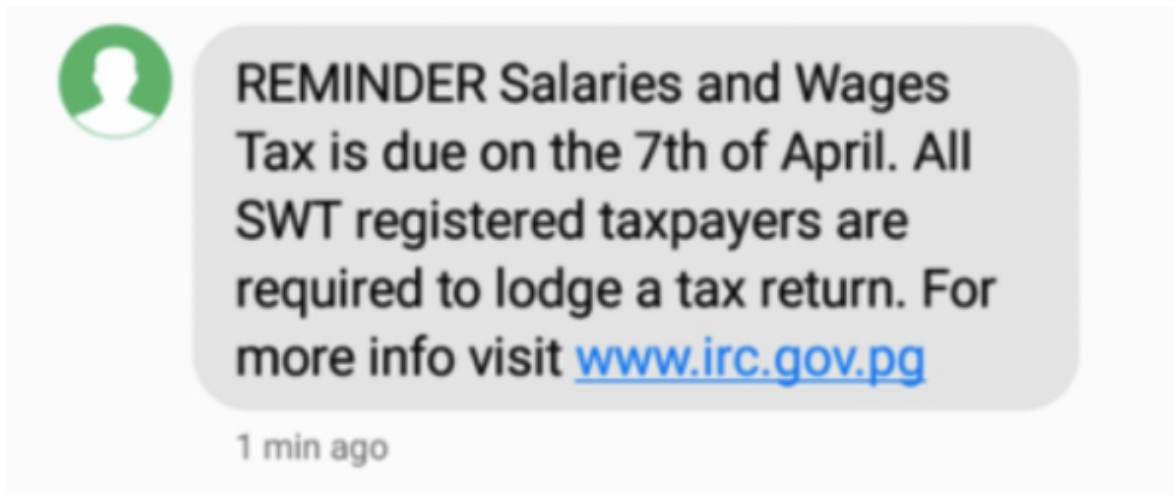 REMINDER Salaries and Wages
Tax is due on the 7th of April. All
SWT registered taxpayers are
required to lodge a tax return. For
more info visit www.irc.gov.pg
1 min ago